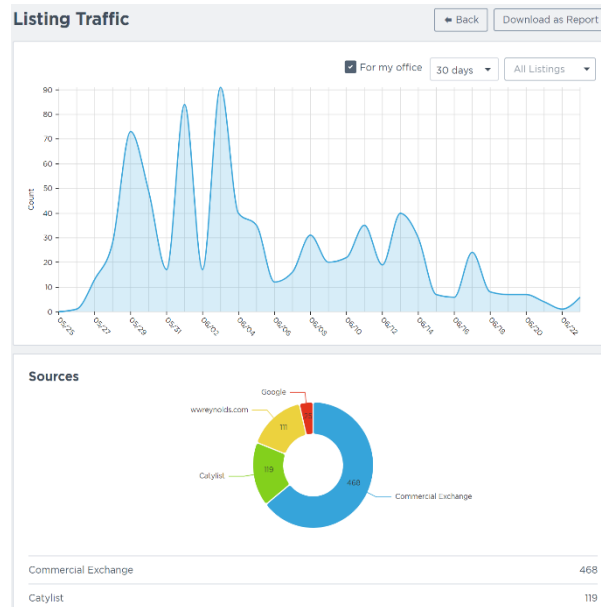 Listing Traffic
Back
Download as Report
For my office
30 days
All Listings
90
80
70
60
50
40
30
20
10
0
Count
05/25
05/27
05/29
05/31
06/02
06/04
06/06
06/08
06/10
06/12
06/14
06/16
06/18
06/20
06/22
Sources
Google
wwreynolds.com
111
Catylist
119
468
Commercial Exchange
Commercial Exchange 468
Catylist 119